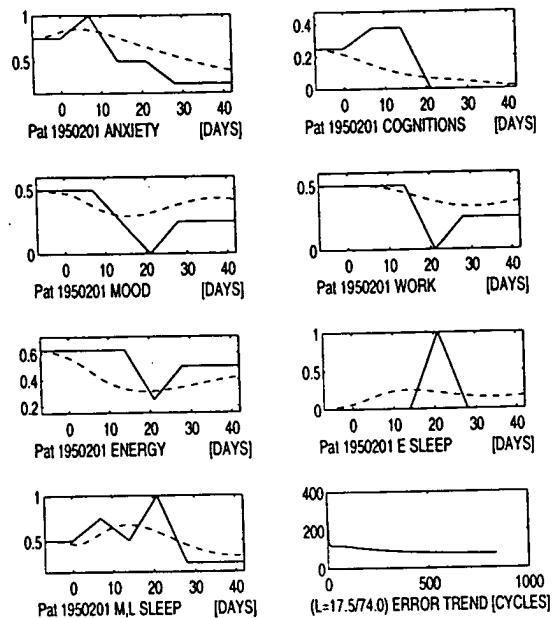 1
0.5
0 10 20 30 40
Pat 1950201 ANXIETY [DAYS]
0.4
0.2
0
0 10 20 30 40
Pat 1950201 COGNITIONS [DAYS]
0.5
0
0 10 20 30 40
Pat 1950201 MOOD [DAYS]
0.5
0
0 10 20 30 40
Pat 1950201 WORK [DAYS]
0.6
0.4
0.2
0 10 20 30 40
Pat 1950201 ENERGY [DAYS]
1
0.5
0
0 10 20 30 40
Pat 1950201 E SLEEP [DAYS]
1
0.5
0 10 20 30 40
Pat 1950201 M,L SLEEP [DAYS]
400
200
0
0 500 1000
(L=17.5/74.0) ERROR TREND [CYCLES]